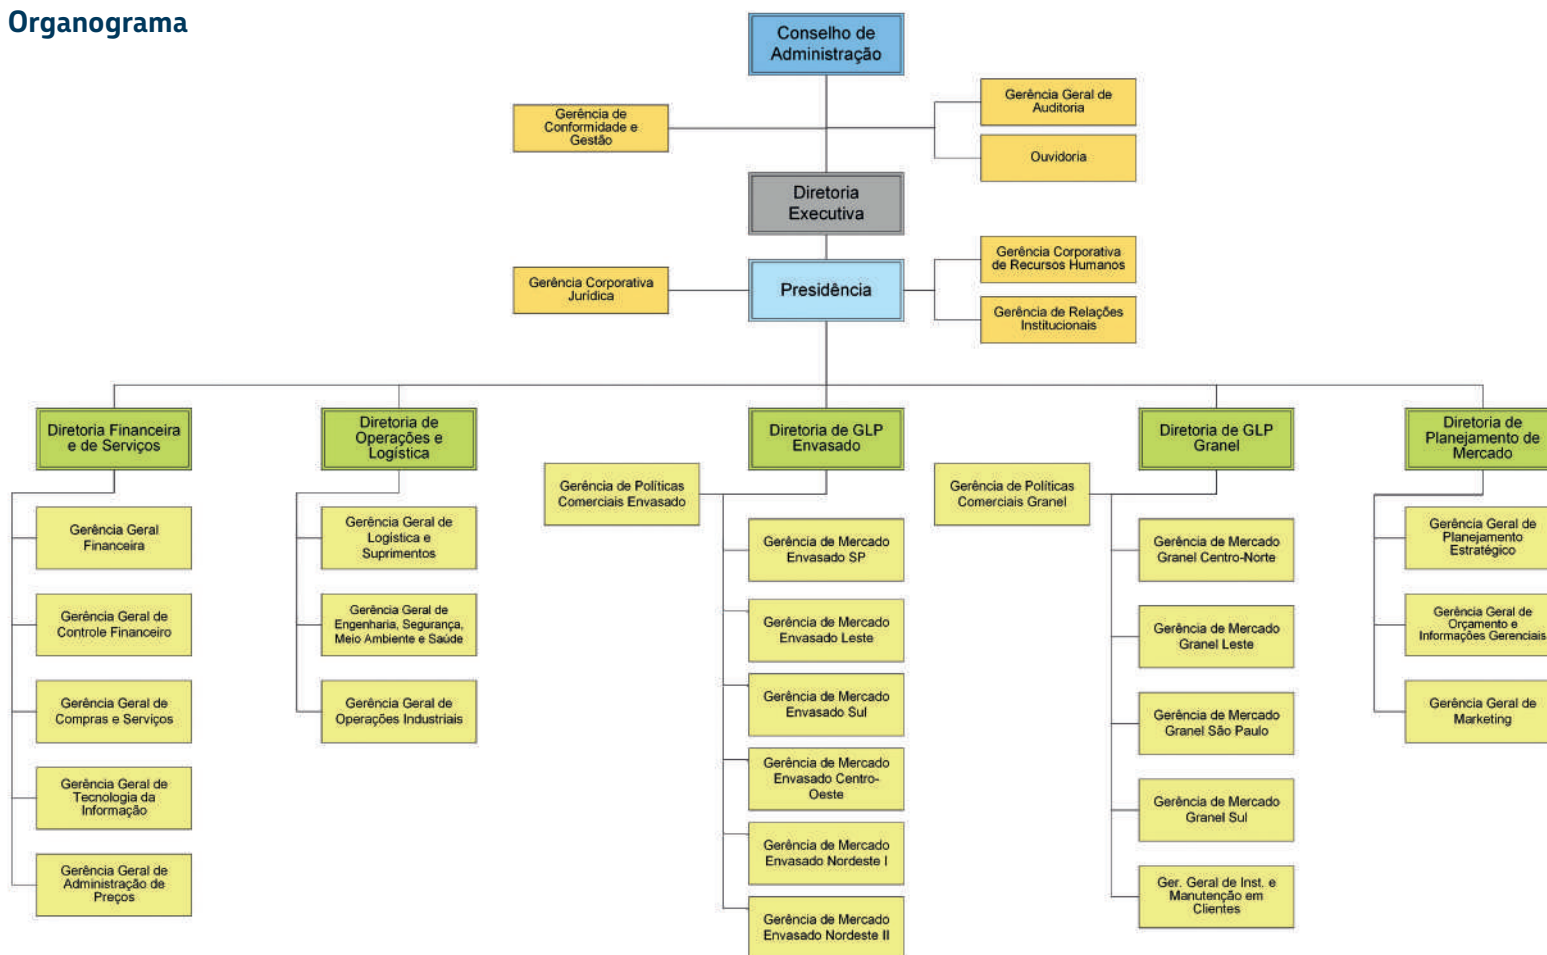 Organograma
Conselho de
Administração
Gerência de
Conformidade e
Gestão
Gerência Geral de
Auditoria
Ouvidoria
Diretoria
Executiva
Gerência Corporativa
Jurídica
Presidência
Gerência Corporativa
de Recursos Humanos
Gerência de Relações
Institucionais
Diretoria Financeira
e de Serviços
Gerência Geral
Financeira
Gerência Geral de
Controle Financeiro
Gerência Geral de
Compras e Serviços
Gerência Geral de
Tecnologia da
Informação
Gerência Geral de
Administração de
Preços
Diretoria de
Operações e
Logística
Gerência Geral de
Logística e
Suprimentos
Gerência Geral de
Engenharia, Segurança,
Meio Ambiente e Saúde
Gerência Geral de
Operações Industriais
Diretoria de GLP
Envasado
Gerência de Políticas
Comerciais Envasado
Gerência de Mercado
Envasado SP
Gerência de Mercado
Envasado Leste
Gerência de Mercado
Envasado Sul
Gerência de Mercado
Envasado Centro-
Oeste
Gerência de Mercado
Envasado Nordeste I
Gerência de Mercado
Envasado Nordeste II
Diretoria de GLP
Granel
Gerência de Políticas
Comerciais Granel
Gerência de Mercado
Granel Centro-Norte
Gerência de Mercado
Granel Leste
Gerência de Mercado
Granel São Paulo
Gerência de Mercado
Granel Sul
Ger. Geral de Inst. e
Manutenção em
Clientes
Diretoria de
Planejamento de
Mercado
Gerência Geral de
Planejamento
Estratégico
Gerência Geral de
Orçamento e
Informações Gerenciais
Gerência Geral de
Marketing